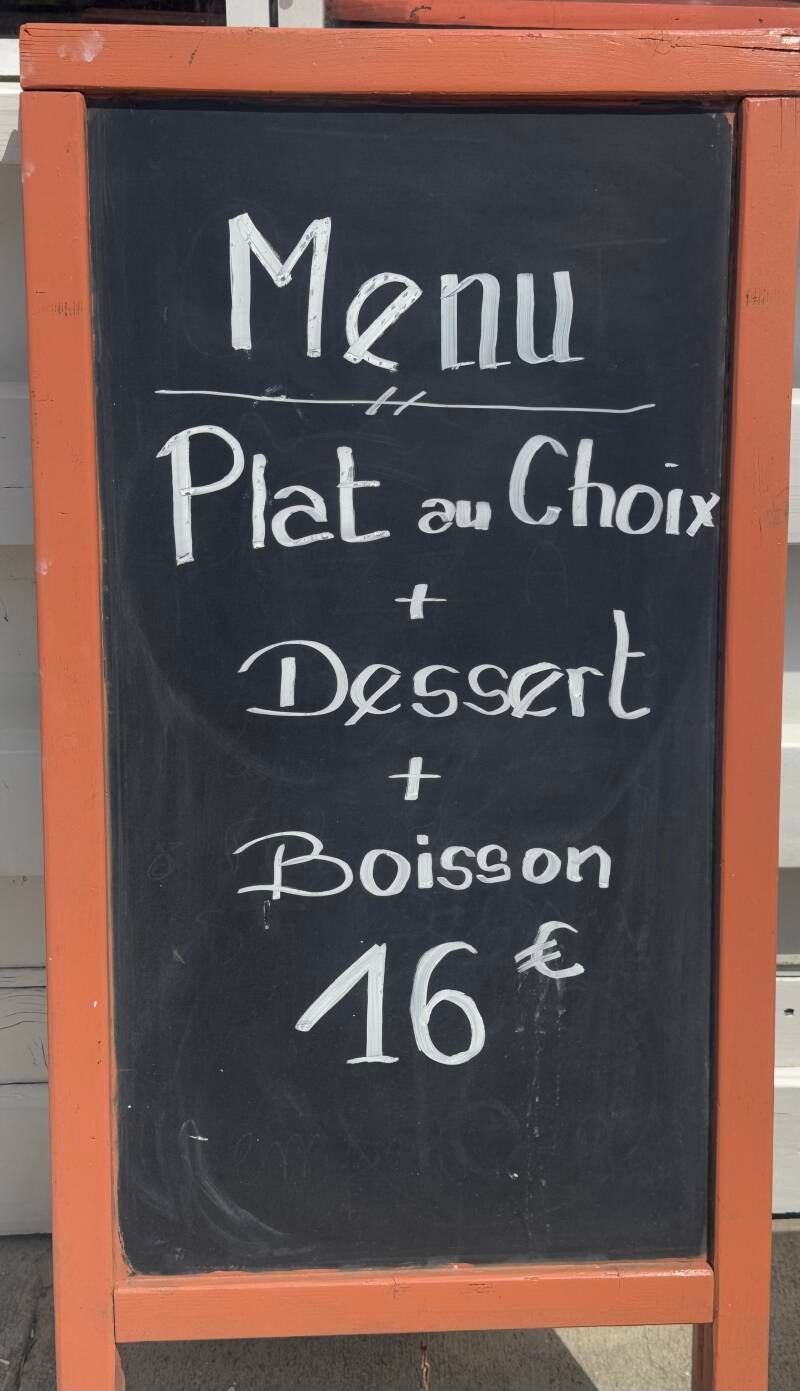 Menu
Plat au Choix
+
Dessert
+
Boisson
16 €